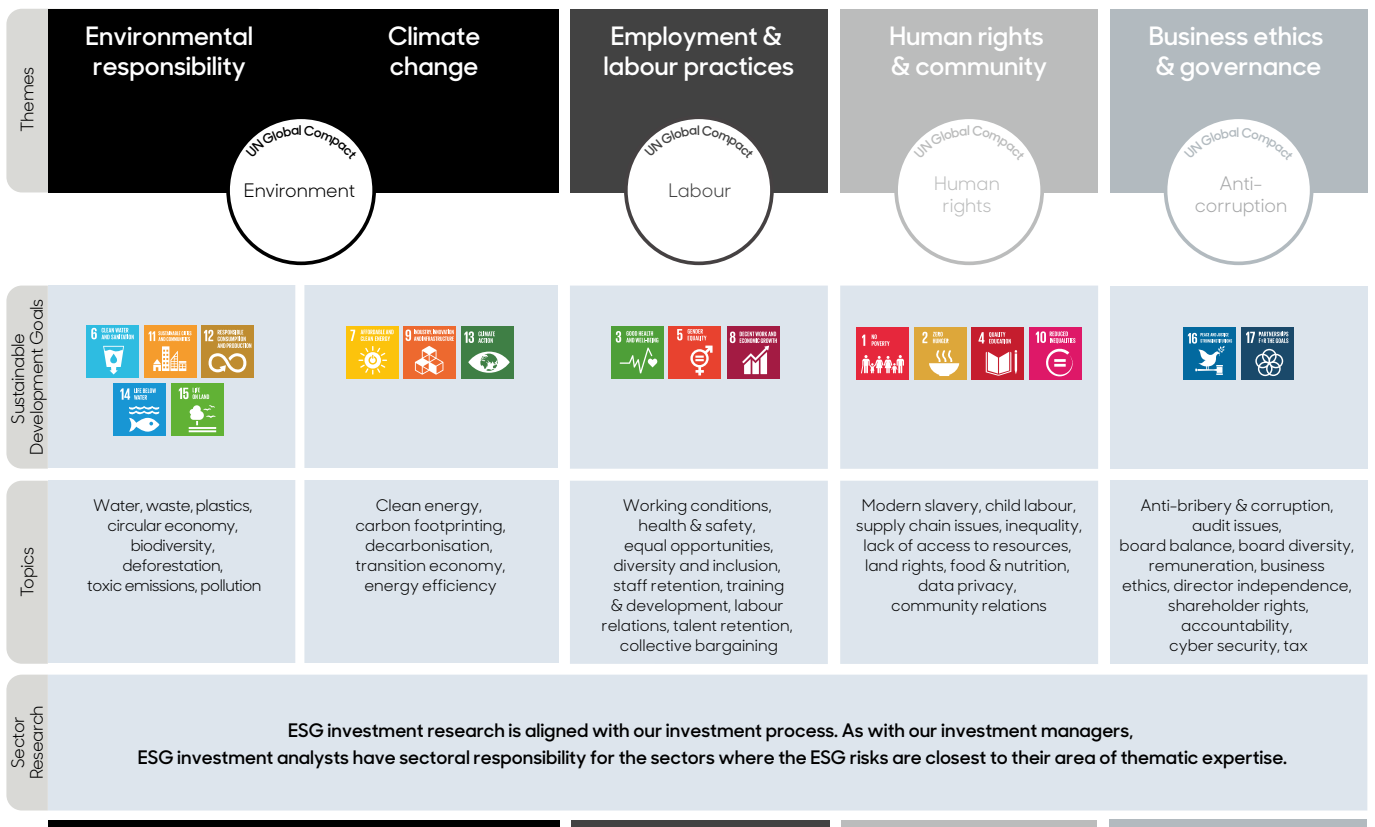 Themes
Environmental
responsibility
Climate
change
Employment &
labour practices
Human rights
& community
Business ethics
& governance
UN Global Compact
Environment
UN Global Compact
Labour
UN Global Compact
Human
rights
UN Global Compact
Anti-
corruption
Sustainable
Development Goals
6 CLEAN WATER
AND SANITATION
11 SUSTAINABLE CITIES
AND COMMUNITIES
12 RESPONSIBLE
CONSUMPTION
AND PRODUCTION
14 LIFE BELOW
WATER
15 LIFE
ON LAND
7 AFFORDABLE AND
CLEAN ENERGY
9 INDUSTRY, INNOVATION
AND INFRASTRUCTURE
13 CLIMATE
ACTION
3 GOOD HEALTH
AND WELL-BEING
5 GENDER
EQUALITY
8 DECENT WORK AND
ECONOMIC GROWTH
1 NO
POVERTY
2 ZERO
HUNGER
4 QUALITY
EDUCATION
10 REDUCED
INEQUALITIES
16 PEACE AND JUSTICE
17 PARTNERSHIPS
FOR THE GOALS
Topics
Water, waste, plastics,
circular economy,
biodiversity,
deforestation,
toxic emissions, pollution
Clean energy,
carbon footprinting,
decarbonisation,
transition economy,
energy efficiency
Working conditions,
health & safety,
equal opportunities,
diversity and inclusion,
staff retention, training
& development, labour
relations, talent retention,
collective bargaining
Modern slavery, child labour,
supply chain issues, inequality,
lack of access to resources,
land rights, food & nutrition,
data privacy,
community relations
Anti-bribery & corruption,
audit issues,
board balance, board diversity,
remuneration, business
ethics, director independence,
shareholder rights,
accountability,
cyber security, tax
Sector
Research
ESG investment research is aligned with our investment process. As with our investment managers,
ESG investment analysts have sectoral responsibility for the sectors where the ESG risks are closest to their area of thematic expertise.